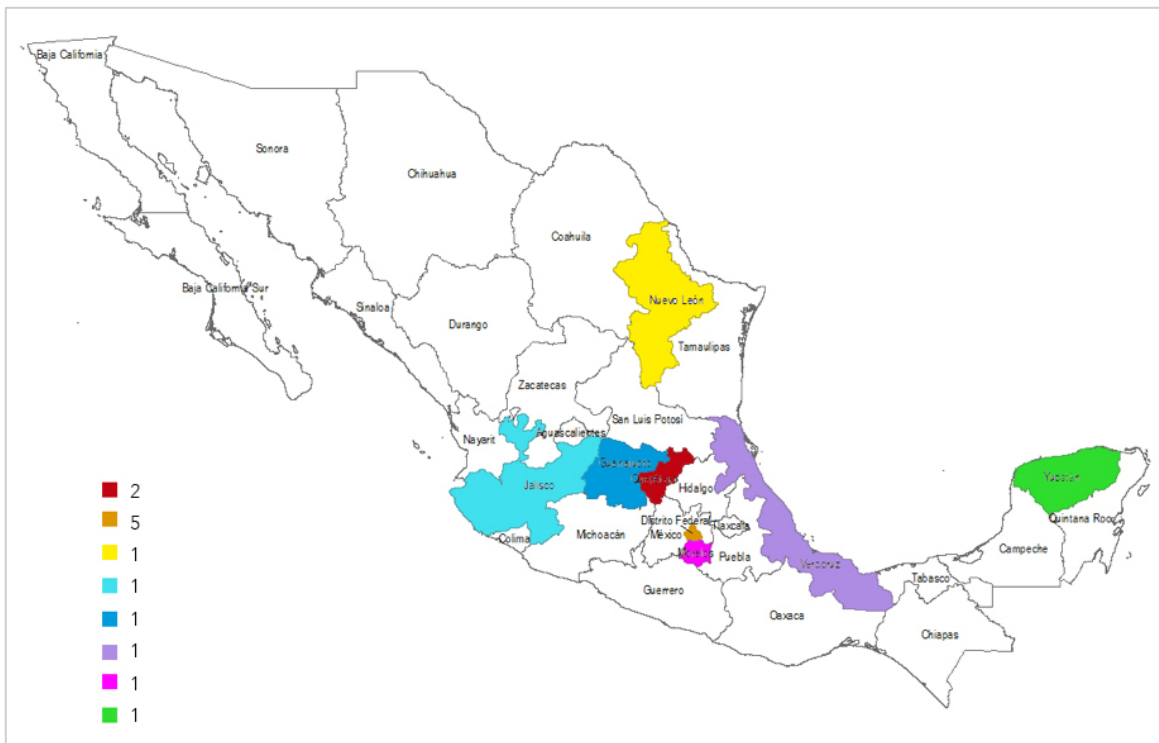 Baja California
Sonora
Chihuahua
Coahuila
Baja California Sur
Sinaloa
Nuevo León
Durango
Tamaulipas
Zacatecas
San Luis Potosí
Aguascalientes
Nayarit
Guanajuato
Yucatán
Jalisco
Hidalgo
Quintana Roo
Distrito Federal
Tlaxcala
Colima
Michoacán
México
Campeche
Morelos
Puebla
Veracruz
Tabasco
Guerrero
Oaxaca
Chiapas
2
5
1
1
1
1
1
1